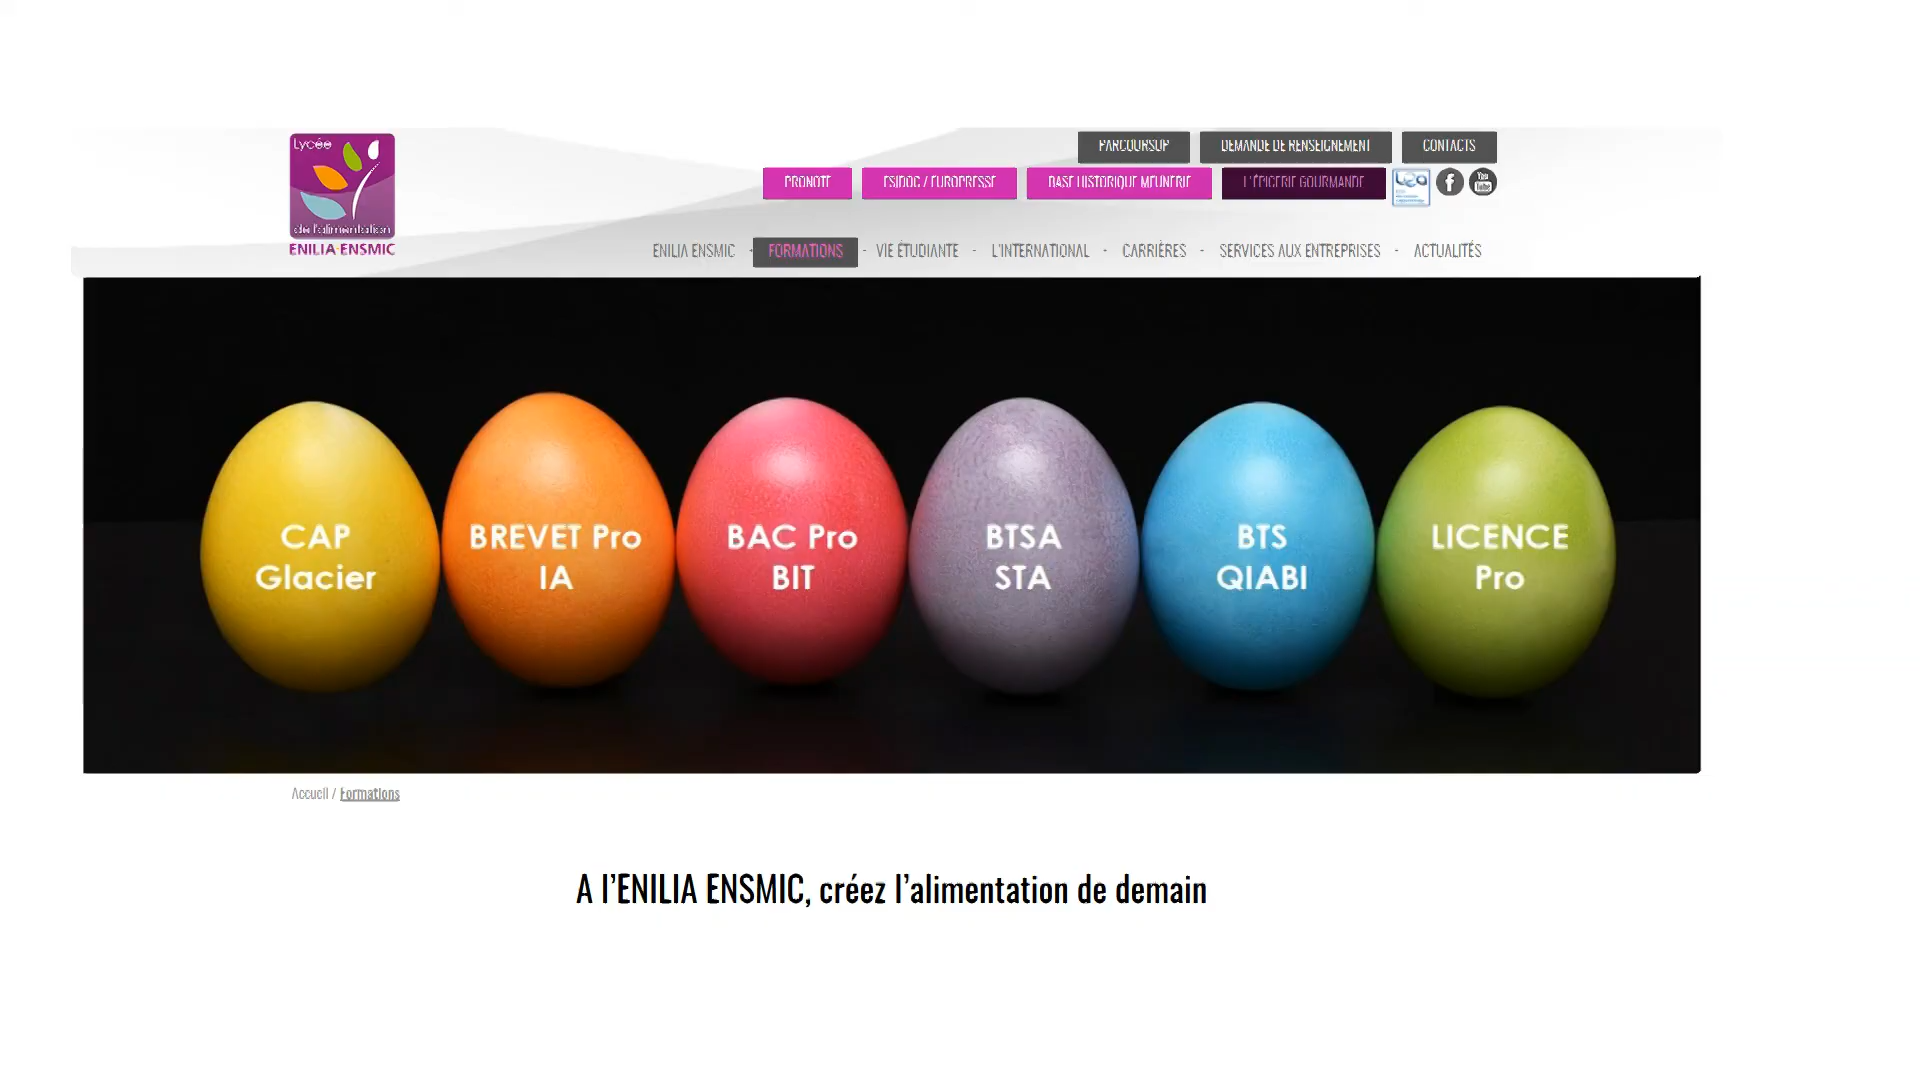 Lycée
de l'alimentation
ENILIA-ENSMIC
PARCOURSUP
DEMANDE DE RENSEIGNEMENT
CONTACTS
PRONOTE
ESIDOC / EUROPRESSE
BASE HISTORIQUE MEUNERIE
L'ÉPICERIE GOURMANDE
You
Tube
ENILIA ENSMIC - FORMATIONS - VIE ÉTUDIANTE - L'INTERNATIONAL - CARRIÈRES - SERVICES AUX ENTREPRISES - ACTUALITÉS
CAP
Glacier
BREVET Pro
IA
BAC Pro
BIT
BTSA
STA
BTS
QIABI
LICENCE
Pro
Accueil / Formations
A l’ENILIA ENSMIC, créez l’alimentation de demain